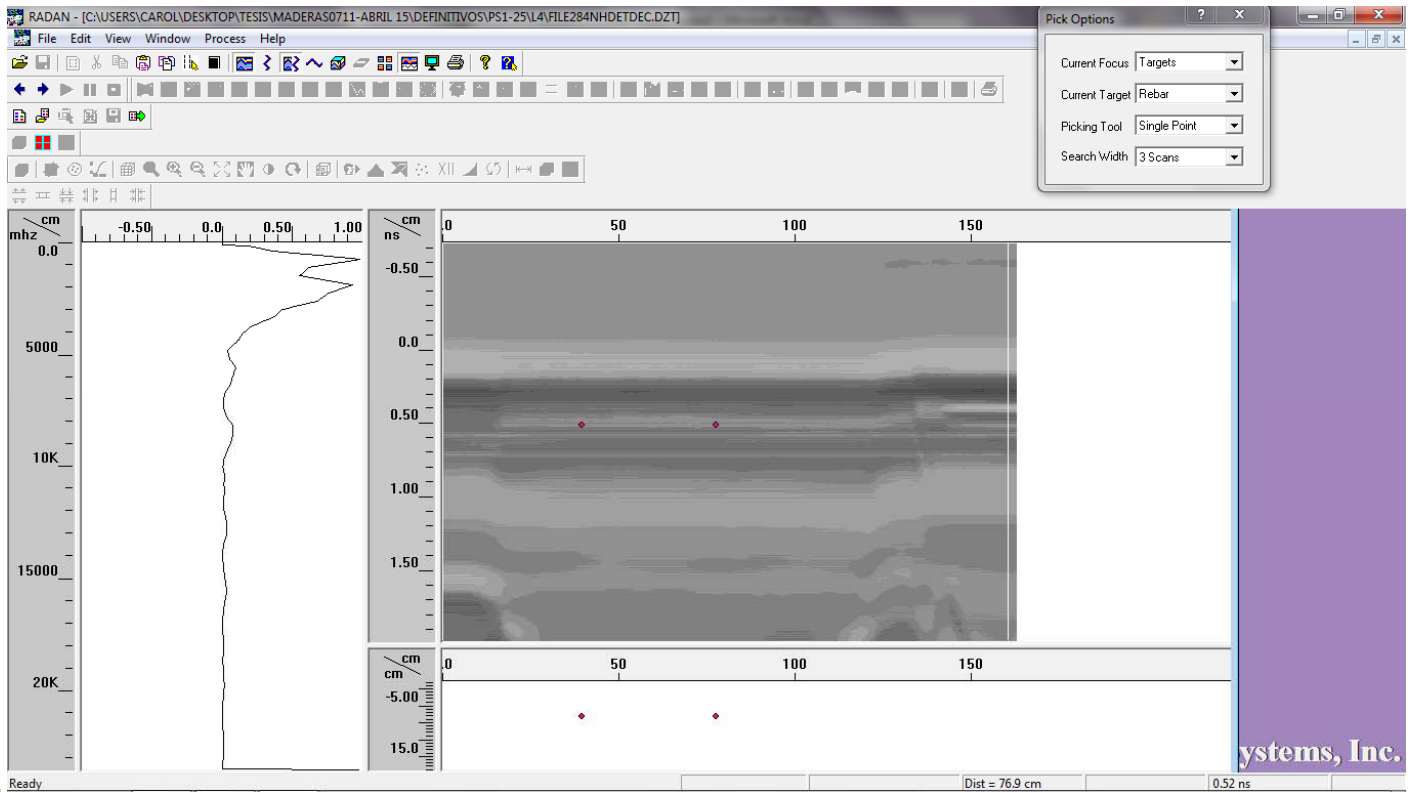 RADAN - [C:\USERS\CAROL\DESKTOP\TESIS\MADERAS0711-ABRIL 15\DEFINITIVOS\PS1-25\L4\FILE284NHDETDEC.DZT]
File Edit View Window Process Help
Pick Options
Current Focus Targets
Current Target Rebar
Picking Tool Single Point
Search Width 3 Scans
XII
cm
mhz
-0.50 0.0 0.50 1.00
0.0
5000
10K
15000
20K
cm
ns
.0 50 100 150
-0.50
0.0
0.50
1.00
1.50
cm
cm
.0 50 100 150
-5.00
15.0
ystems, Inc.
Ready Dist = 76.9 cm 0.52 ns